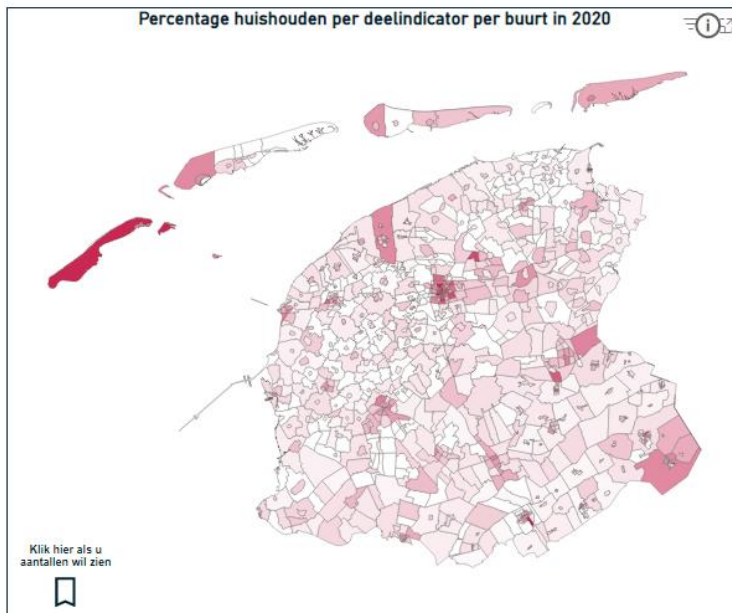 Percentage huishouden per deelindicator per buurt in 2020
i
Klik hier als u
aantallen wil zien